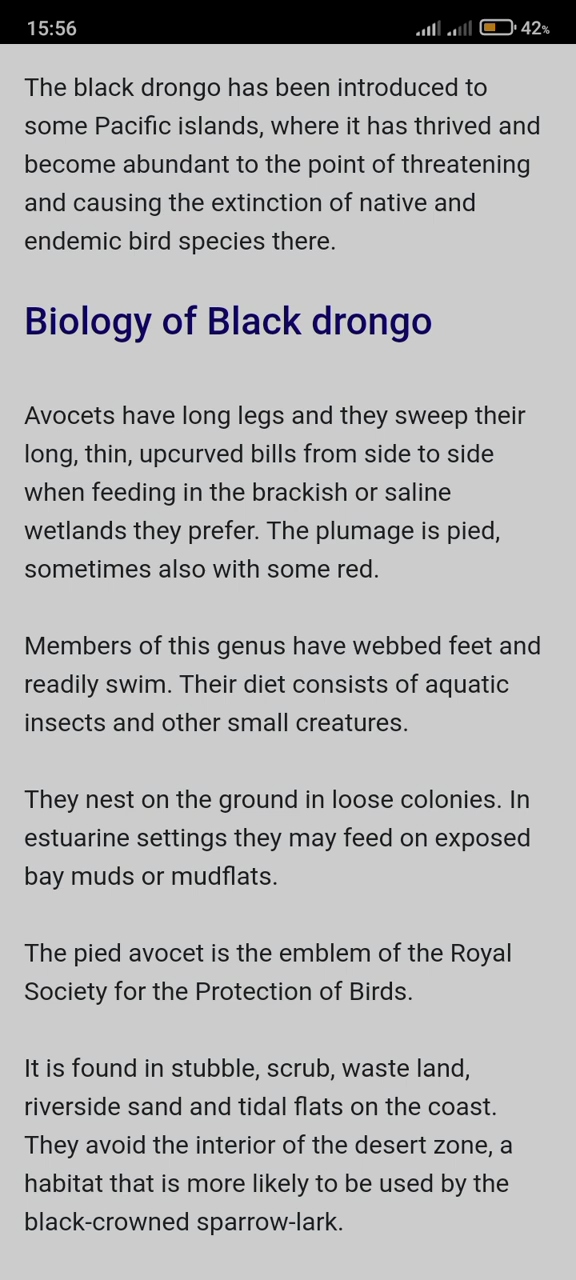 15:56
42%
The black drongo has been introduced to
some Pacific islands, where it has thrived and
become abundant to the point of threatening
and causing the extinction of native and
endemic bird species there.
Biology of Black drongo
Avocets have long legs and they sweep their
long, thin, upcurved bills from side to side
when feeding in the brackish or saline
wetlands they prefer. The plumage is pied,
sometimes also with some red.
Members of this genus have webbed feet and
readily swim. Their diet consists of aquatic
insects and other small creatures.
They nest on the ground in loose colonies. In
estuarine settings they may feed on exposed
bay muds or mudflats.
The pied avocet is the emblem of the Royal
Society for the Protection of Birds.
It is found in stubble, scrub, waste land,
riverside sand and tidal flats on the coast.
They avoid the interior of the desert zone, a
habitat that is more likely to be used by the
black-crowned sparrow-lark.